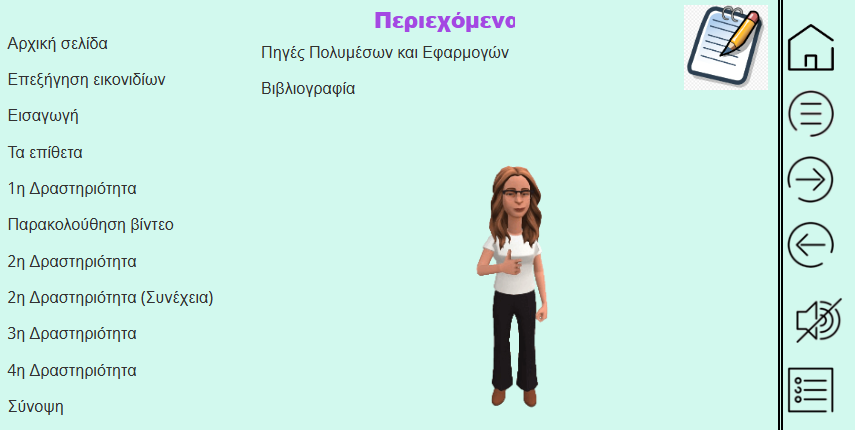 Περιεχόμενο
Αρχική σελίδα
Επεξήγηση εικονιδίων
Εισαγωγή
Τα επίθετα
1η Δραστηριότητα
Παρακολούθηση βίντεο
2η Δραστηριότητα
2η Δραστηριότητα (Συνέχεια)
3η Δραστηριότητα
4η Δραστηριότητα
Σύνοψη
Πηγές Πολυμέσων και Εφαρμογών
Βιβλιογραφία